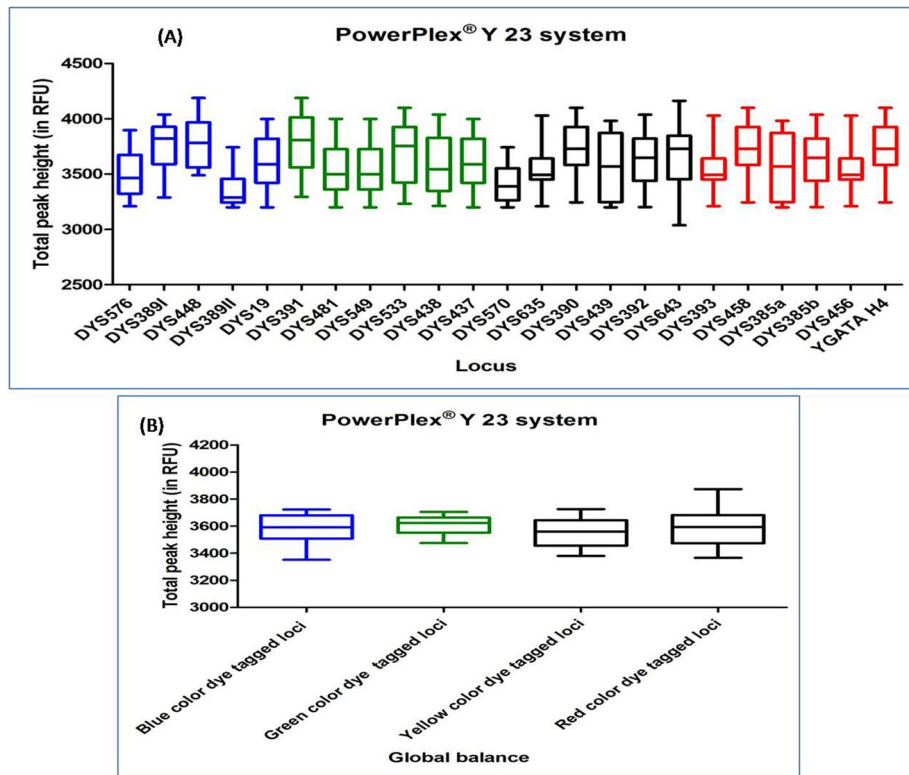 (A)
PowerPlex® Y 23 system
Total peak height (in RFU)
4500
4000
3500
3000
2500
DYS576
DYS389I
DYS448
DYS389II
DYS19
DYS391
DYS481
DYS549
DYS533
DYS438
DYS437
DYS570
DYS635
DYS390
DYS439
DYS392
DYS643
DYS393
DYS458
DYS385a
DYS385b
DYS456
YGATA H4
Locus
(B)
PowerPlex® Y 23 system
Total peak height (in RFU)
4200
4000
3800
3600
3400
3200
3000
Blue color dye tagged loci
Green color dye tagged loci
Yellow color dye tagged loci
Red color dye tagged loci
Global balance